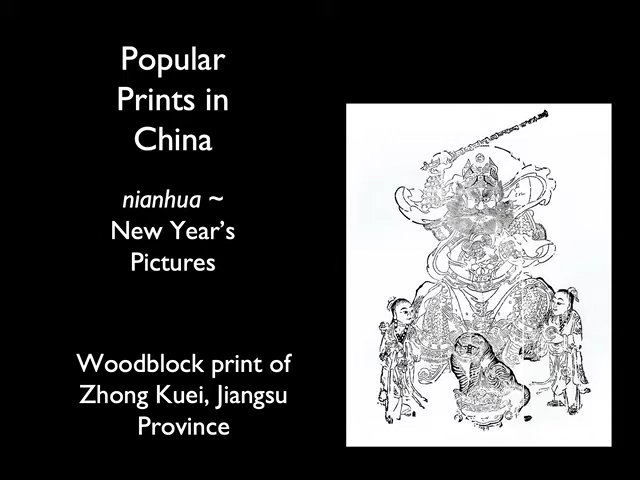 Popular
Prints in
China
nianhua ~
New Year's
Pictures
Woodblock print of
Zhong Kuei, Jiangsu
Province